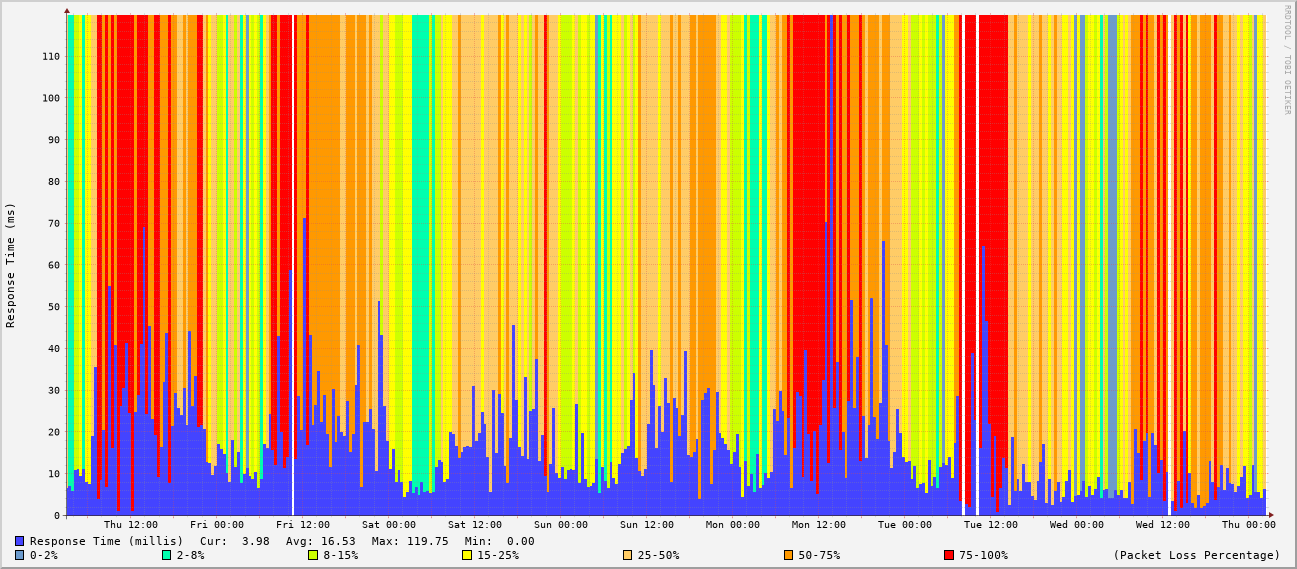 RRDTOOL / TOBI OETIKER
Response Time (ms)
110
100
90
80
70
60
50
40
30
20
10
0
Thu 12:00 Fri 00:00 Fri 12:00 Sat 00:00 Sat 12:00 Sun 00:00 Sun 12:00 Mon 00:00 Mon 12:00 Tue 00:00 Tue 12:00 Wed 00:00 Wed 12:00 Thu 00:00
Response Time (millis) Cur: 3.98 Avg: 16.53 Max: 119.75 Min: 0.00
0-2% 2-8% 8-15% 15-25% 25-50% 50-75% 75-100% (Packet Loss Percentage)